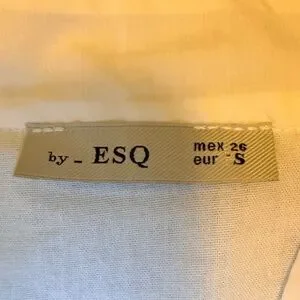 by _ ESQ
mex 26
eur - S